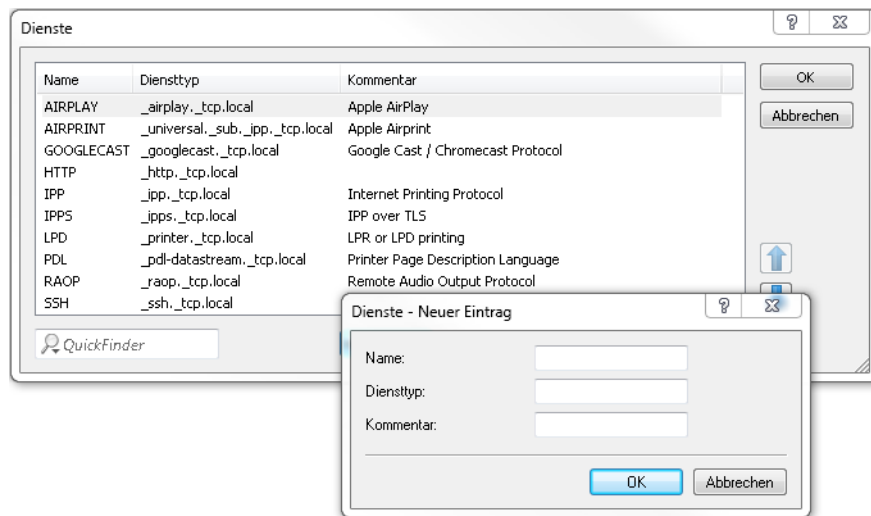 Dienste
Name Diensttyp Kommentar
AIRPLAY _airplay._tcp.local Apple AirPlay
AIRPRINT _universal._sub._ipp._tcp.local Apple Airprint
GOOGLECAST _googlecast._tcp.local Google Cast / Chromecast Protocol
HTTP _http._tcp.local
IPP _ipp._tcp.local Internet Printing Protocol
IPPS _ipps._tcp.local IPP over TLS
LPD _printer._tcp.local LPR or LPD printing
PDL _pdl-datastream._tcp.local Printer Page Description Language
RAOP _raop._tcp.local Remote Audio Output Protocol
SSH _ssh._tcp.local
OK
Abbrechen
QuickFinder
Dienste - Neuer Eintrag
Name:
Diensttyp:
Kommentar:
OK Abbrechen